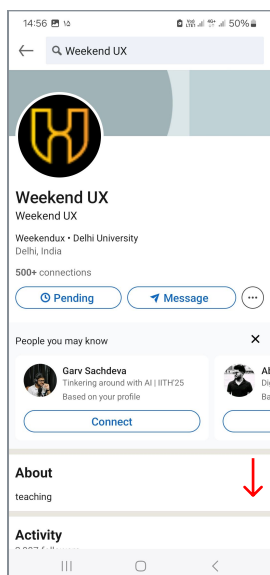 14:56
50%
Weekend UX
Weekend UX
Weekend UX
Weekendux • Delhi University
Delhi, India
500+ connections
Pending
Message
People you may know
Garv Sachdeva
Tinkering around with AI | IITH'25
Based on your profile
Connect
About
teaching
Activity